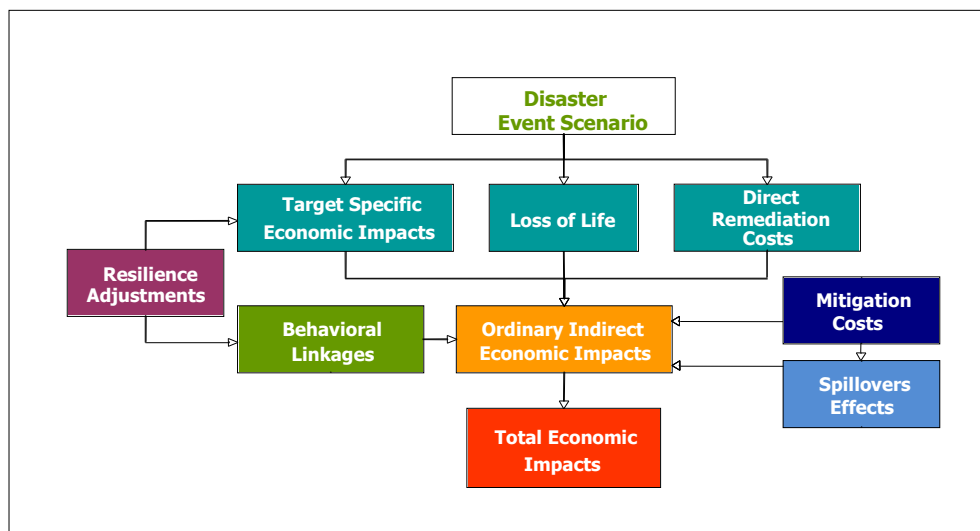 Disaster
Event Scenario
Target Specific
Economic Impacts
Loss of Life
Direct
Remediation
Costs
Resilience
Adjustments
Mitigation
Costs
Behavioral
Linkages
Ordinary Indirect
Economic Impacts
Spillovers
Effects
Total Economic
Impacts